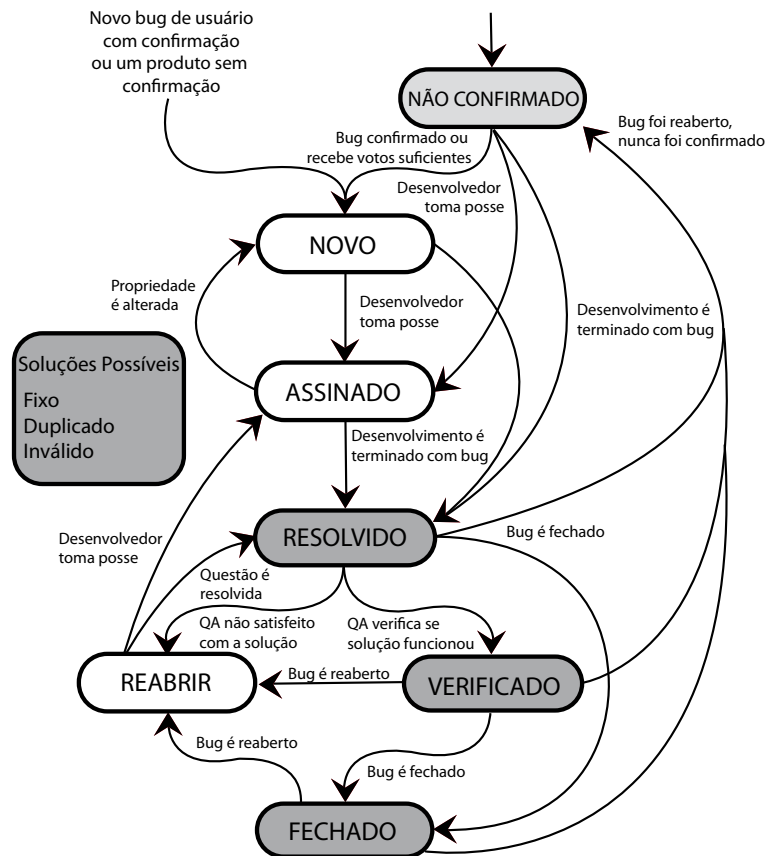 Novo bug de usuário
com confirmação
ou um produto sem
confirmação
NÃO CONFIRMADO
Bug foi reaberto,
nunca foi confirmado
Bug confirmado ou
recebe votos suficientes
Desenvolvedor
toma posse
NOVO
Propriedade
é alterada
Desenvolvedor
toma posse
Desenvolvimento é
terminado com bug
Soluções Possíveis
Fixo
Duplicado
Inválido
ASSINADO
Desenvolvimento é
terminado com bug
RESOLVIDO
Bug é fechado
Desenvolvedor
toma posse
Questão é
resolvida
QA não satisfeito
com a solução
QA verifica se
solução funcionou
REABRIR
Bug é reaberto
VERIFICADO
Bug é reaberto
Bug é fechado
FECHADO